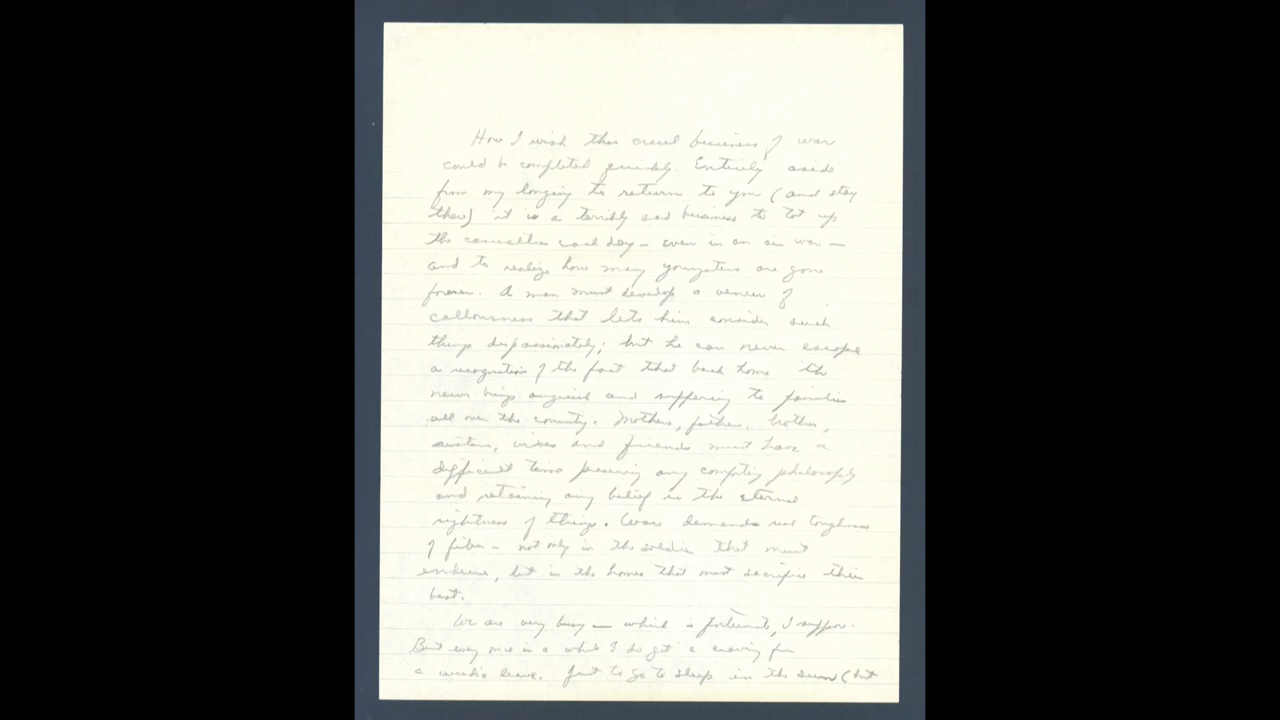 How I wish this cruel business of war
could be completed quickly. Entirely aside
from my longing to return to you (and stay
there) it is a terribly sad business to tot up
the casualties each day — even in an air war —
and to realize how many youngsters are gone
forever. A man must develop a veneer of
callousness that lets him consider such
things dispassionately; but he can never escape
a recognition of the fact that back home the
news brings anguish and suffering to families
all over the country. Mothers, fathers, brothers,
sisters, wives and friends must have a
difficult time preserving any comforting philosophy
and retaining any belief in the eternal
rightness of things. War demands real toughness
of fiber — not only in the soldiers that must
endure, but in the homes that must sacrifice their
best.
We are very busy — which is fortunate, I suppose.
But every once in a while I do get a craving for
a week's leave. Just to go to sleep in the sun (but